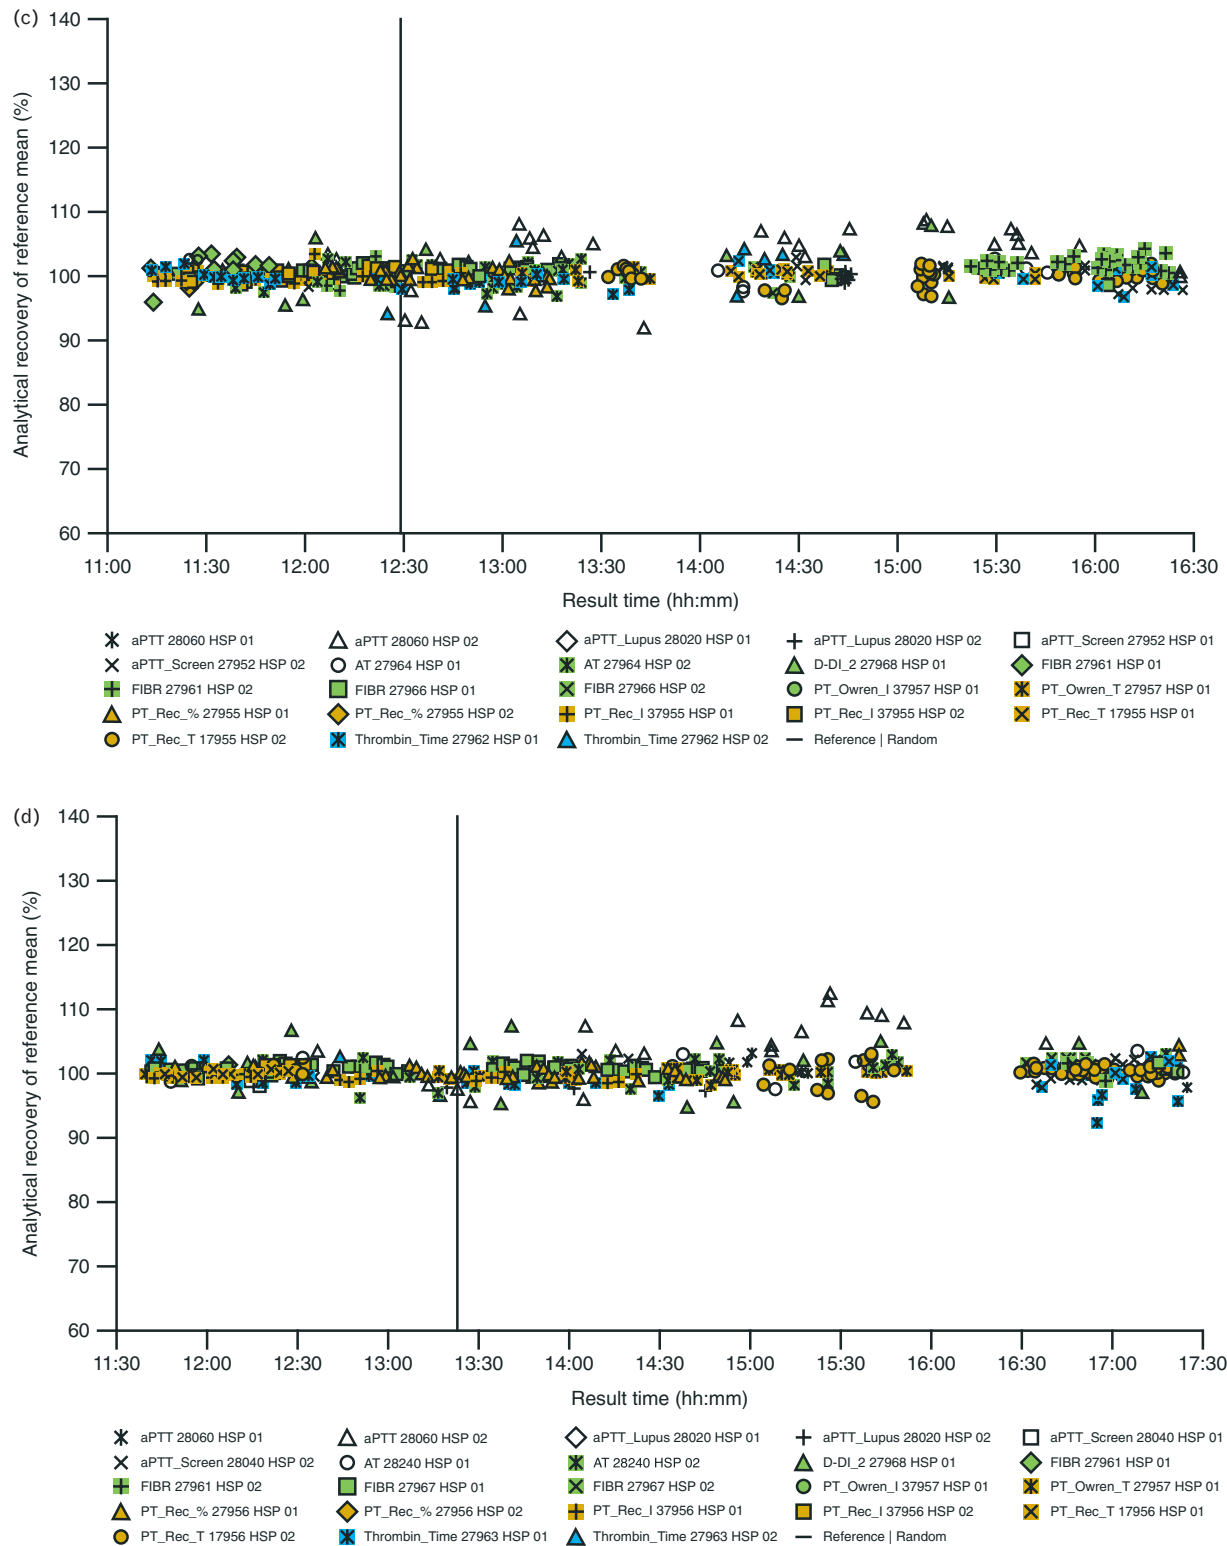 (c)
Analytical recovery of reference mean (%)
140
130
120
110
100
90
80
70
60
11:00 11:30 12:00 12:30 13:00 13:30 14:00 14:30 15:00 15:30 16:00 16:30
Result time (hh:mm)
aPTT 28060 HSP 01 aPTT 28060 HSP 02 aPTT_Lupus 28020 HSP 01 aPTT_Lupus 28020 HSP 02 aPTT_Screen 27952 HSP 01
aPTT_Screen 27952 HSP 02 AT 27964 HSP 01 AT 27964 HSP 02 D-DI_2 27968 HSP 01 FIBR 27961 HSP 01
FIBR 27961 HSP 02 FIBR 27966 HSP 01 FIBR 27966 HSP 02 PT_Owren_I 37957 HSP 01 PT_Owren_T 27957 HSP 01
PT_Rec_% 27955 HSP 01 PT_Rec_% 27955 HSP 02 PT_Rec_I 37955 HSP 01 PT_Rec_I 37955 HSP 02 PT_Rec_T 17955 HSP 01
PT_Rec_T 17955 HSP 02 Thrombin_Time 27962 HSP 01 Thrombin_Time 27962 HSP 02 Reference | Random
(d)
Analytical recovery of reference mean (%)
140
130
120
110
100
90
80
70
60
11:30 12:00 12:30 13:00 13:30 14:00 14:30 15:00 15:30 16:00 16:30 17:00 17:30
Result time (hh:mm)
aPTT 28060 HSP 01 aPTT 28060 HSP 02 aPTT_Lupus 28020 HSP 01 aPTT_Lupus 28020 HSP 02 aPTT_Screen 28040 HSP 01
aPTT_Screen 28040 HSP 02 AT 28240 HSP 01 AT 28240 HSP 02 D-DI_2 27968 HSP 01 FIBR 27961 HSP 01
FIBR 27961 HSP 02 FIBR 27967 HSP 01 FIBR 27967 HSP 02 PT_Owren_I 37957 HSP 01 PT_Owren_T 27957 HSP 01
PT_Rec_% 27956 HSP 01 PT_Rec_% 27956 HSP 02 PT_Rec_I 37956 HSP 01 PT_Rec_I 37956 HSP 02 PT_Rec_T 17956 HSP 01
PT_Rec_T 17956 HSP 02 Thrombin_Time 27963 HSP 01 Thrombin_Time 27963 HSP 02 Reference | Random